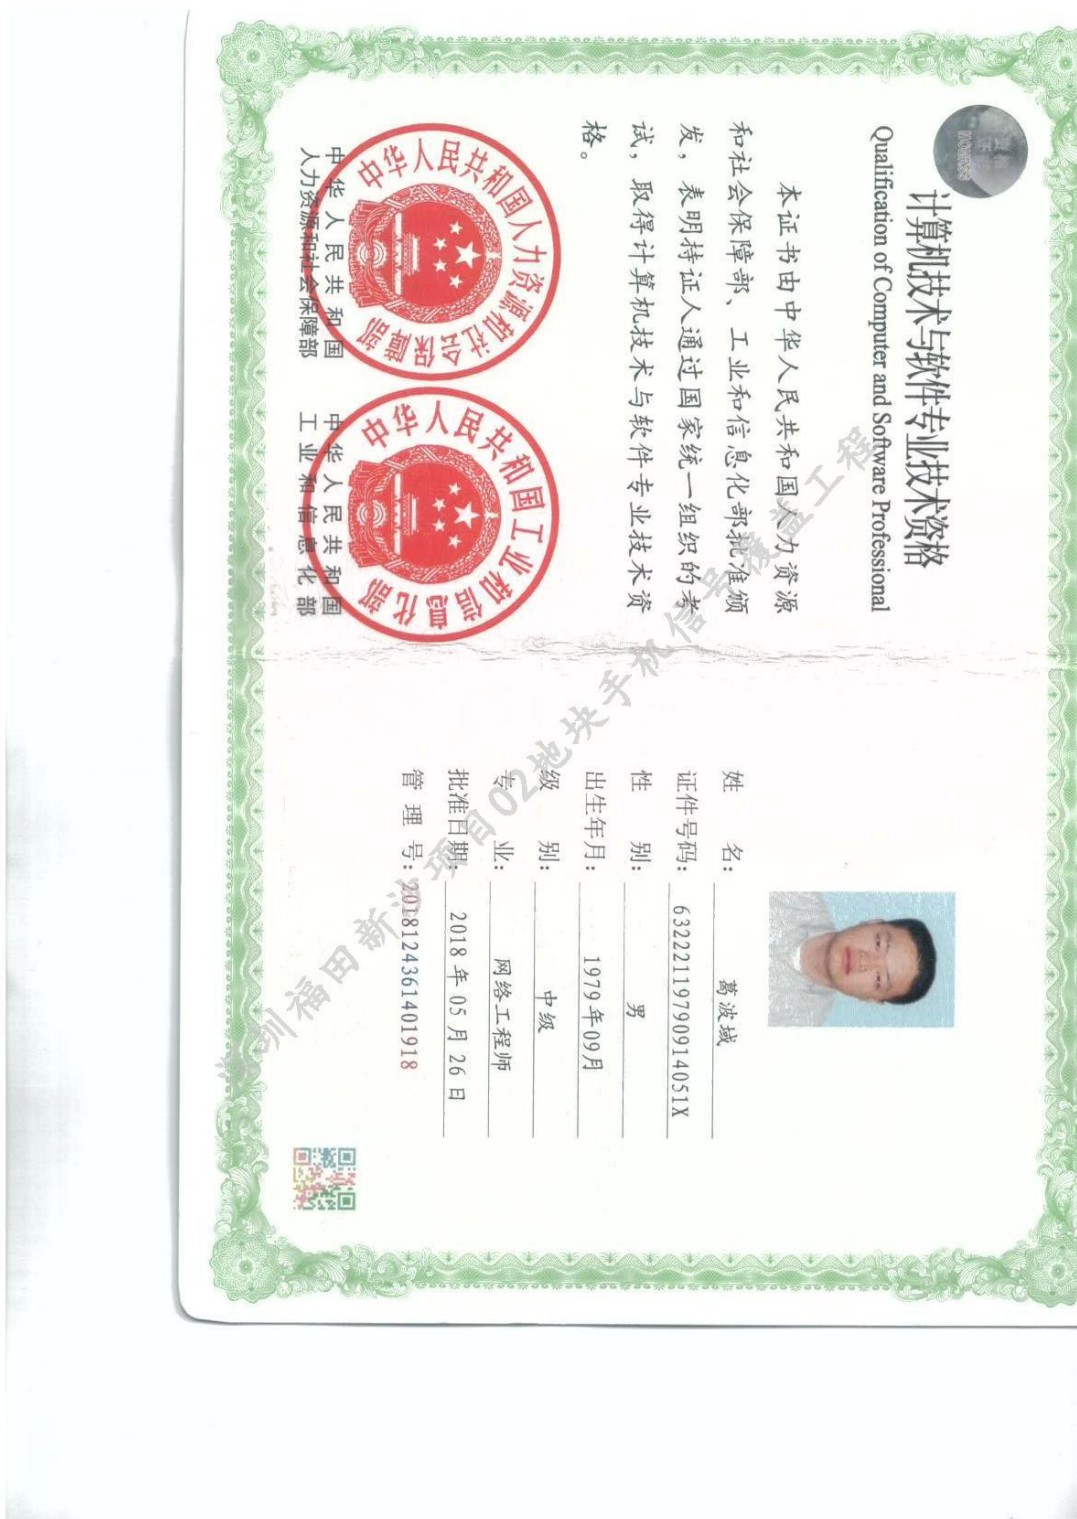 计算机技术与软件专业技术资格
Qualification of Computer and Software Professional
本证书由中华人民共和国人力资源
和社会保障部、工业和信息化部批准颁
发，表明持证人通过国家统一组织的考
试，取得计算机技术与软件专业技术资
格。
中华人民共和国人力资源和社会保障部
中华人民共和国
人力资源和社会保障部
中华人民共和国工业和信息化部
中华人民共和国
工业和信息化部
姓 名: 葛波域
证件号码: 63222119790914051X
性 别: 男
出生年月: 1979年09月
级 别: 中级
专 业: 网络工程师
批准日期: 2018年05月26日
管 理 号: 2018124361401918
深圳福田新沙项目02地块手机信号覆盖工程